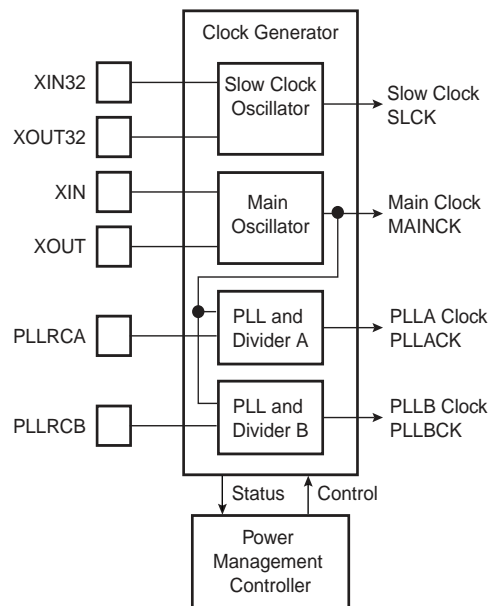 Clock Generator
XIN32
Slow Clock
Oscillator
Slow Clock
SLCK
XOUT32
XIN
Main
Oscillator
Main Clock
MAINCK
XOUT
PLLRCA
PLL and
Divider A
PLLA Clock
PLLACK
PLLRCB
PLL and
Divider B
PLLB Clock
PLLBCK
Status
Control
Power
Management
Controller